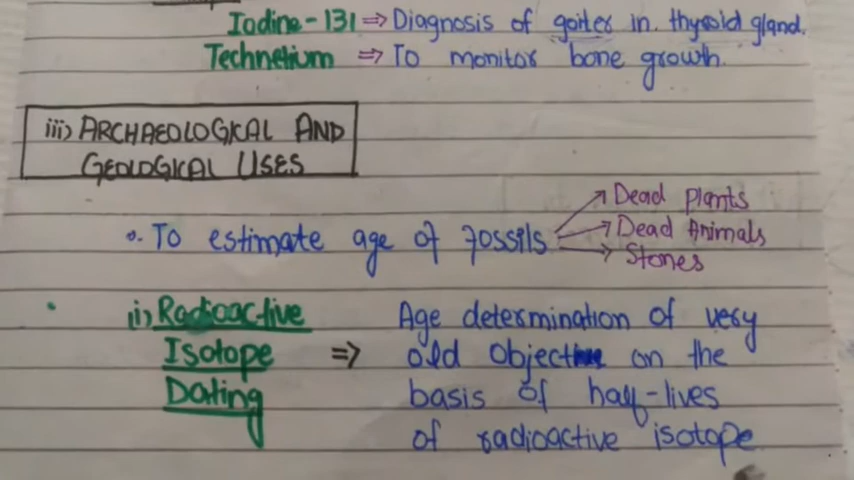 Iodine-131 ⇒ Diagnosis of goiter in thyroid gland.
Technetium ⇒ To monitor bone growth.
iii) ARCHAEOLOGICAL AND
GEOLOGICAL USES
To estimate age of fossils
→ Dead Plants
→ Dead Animals
→ Stones
(i) Radioactive Isotope Dating ⇒
Age determination of very
old object on the
basis of half-lives
of radioactive isotope